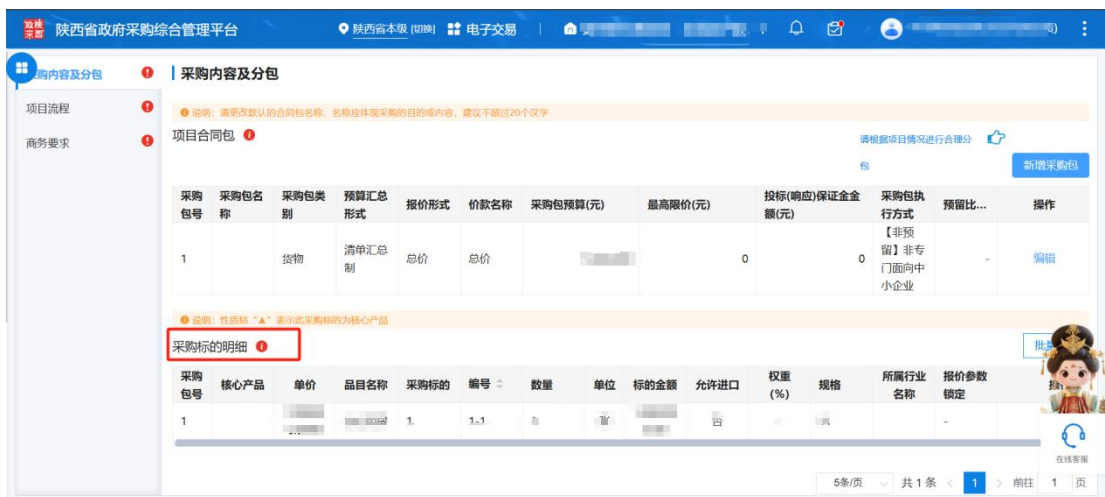 政陕
采西
陕西省政府采购综合管理平台
陕西省本级 [切换]
电子交易
购内容及分包
项目流程
商务要求
采购内容及分包
说明：请更改默认的合同包名称，名称应体现采购的目的或内容，建议不超过20个汉字
项目合同包
请根据项目情况进行合理分
包
新增采购包
采购包号 采购包名称 采购包类别 预算汇总形式 报价形式 价款名称 采购包预算(元) 最高限价(元) 投标(响应)保证金金额(元) 采购包执行方式 预留比... 操作
1 货物 清单汇总制 总价 总价 0 0 【非预留】非专门面向中小企业 - 编辑
说明：性质标“▲”表示此采购标的为核心产品
采购标的明细
批
采购包号 核心产品 单价 品目名称 采购标的 编号 数量 单位 标的金额 允许进口 权重(%) 规格 所属行业名称 报价参数锁定
1 1 1-1 否 -
在线客服
5条/页 共 1 条 1 前往 1 页